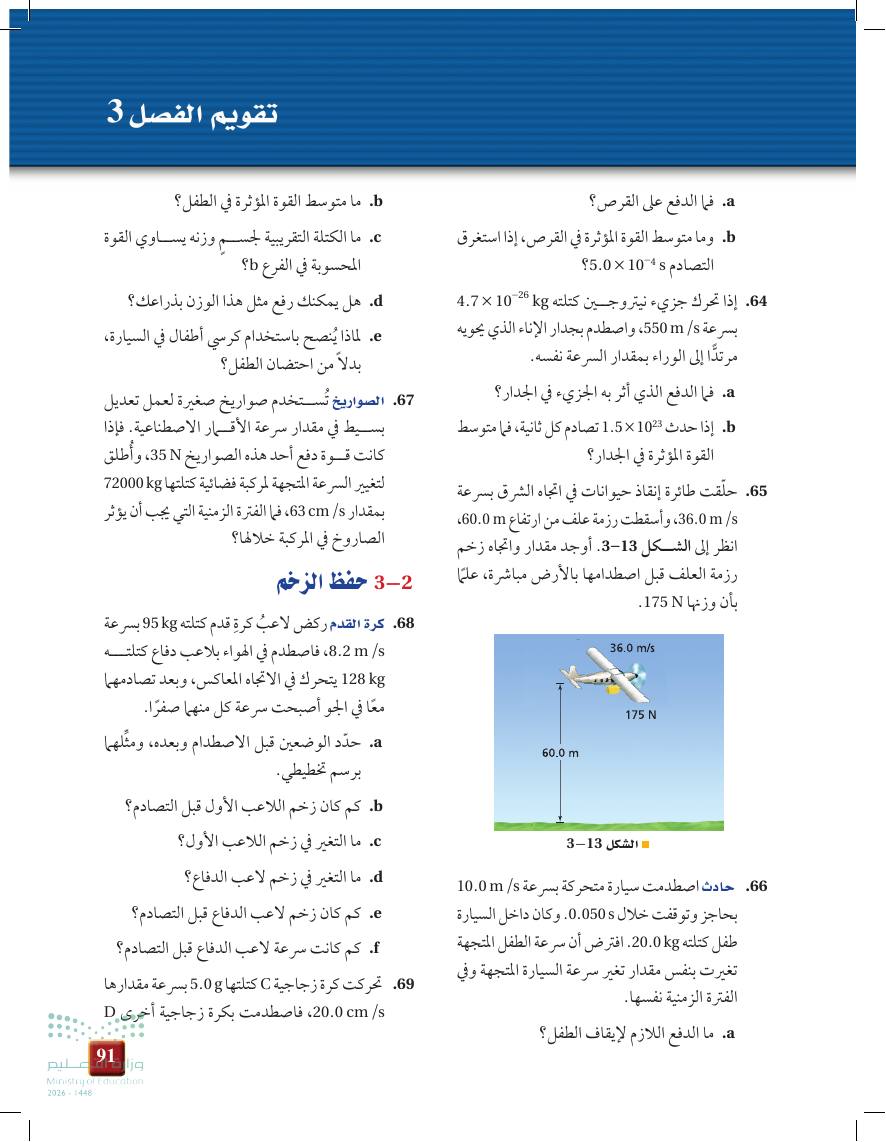 تقويم الفصل 3
a. فما الدفع على القرص؟
b. وما متوسط القوة المؤثرة في القرص، إذا استغرق
التصادم 5.0×10⁻⁴ s؟
64. إذا تحرك جزيء نيتروجين كتلته 4.7×10⁻²⁶ kg
بسرعة 550 m/s، واصطدم بجدار الإناء الذي يحويه
مرتدًّا إلى الوراء بمقدار السرعة نفسه.
a. فما الدفع الذي أثر به الجزيء في الجدار؟
b. إذا حدث 1.5×10²³ تصادم كل ثانية، فما متوسط
القوة المؤثرة في الجدار؟
65. حلّقت طائرة إنقاذ حيوانات في اتجاه الشرق بسرعة
36.0 m/s، وأسقطت رزمة علف من ارتفاع 60.0 m،
انظر إلى الشكل 13–3. أوجد مقدار واتجاه زخم
رزمة العلف قبل اصطدامها بالأرض مباشرة، علمًا
بأن وزنها 175 N.
36.0 m/s
175 N
60.0 m
الشكل 13–3
66. حادث اصطدمت سيارة متحركة بسرعة 10.0 m/s
بحاجز وتوقفت خلال 0.050 s. وكان داخل السيارة
طفل كتلته 20.0 kg. افترض أن سرعة الطفل المتجهة
تغيرت بنفس مقدار تغير سرعة السيارة المتجهة وفي
الفترة الزمنية نفسها.
a. ما الدفع اللازم لإيقاف الطفل؟
b. ما متوسط القوة المؤثرة في الطفل؟
c. ما الكتلة التقريبية لجسمٍ وزنه يساوي القوة
المحسوبة في الفرع b؟
d. هل يمكنك رفع مثل هذا الوزن بذراعك؟
e. لماذا يُنصح باستخدام كرسي أطفال في السيارة،
بدلاً من احتضان الطفل؟
67. الصواريخ تُستخدم صواريخ صغيرة لعمل تعديل
بسيط في مقدار سرعة الأقمار الاصطناعية. فإذا
كانت قوة دفع أحد هذه الصواريخ 35 N، وأُطلق
لتغيير السرعة المتجهة لمركبة فضائية كتلتها 72000 kg
بمقدار 63 cm/s، فما الفترة الزمنية التي يجب أن يؤثر
الصاروخ في المركبة خلالها؟
3–2 حفظ الزخم
68. كرة القدم ركض لاعبُ كرةِ قدم كتلته 95 kg بسرعة
8.2 m/s، فاصطدم في الهواء بلاعب دفاع كتلته
128 kg يتحرك في الاتجاه المعاكس، وبعد تصادمهما
معًا في الجو أصبحت سرعة كل منهما صفرًا.
a. حدّد الوضعين قبل الاصطدام وبعده، ومثِّلهما
برسم تخطيطي.
b. كم كان زخم اللاعب الأول قبل التصادم؟
c. ما التغير في زخم اللاعب الأول؟
d. ما التغير في زخم لاعب الدفاع؟
e. كم كان زخم لاعب الدفاع قبل التصادم؟
f. كم كانت سرعة لاعب الدفاع قبل التصادم؟
69. تحركت كرة زجاجية C كتلتها 5.0 g بسرعة مقدارها
20.0 cm/s، فاصطدمت بكرة زجاجية أخرى D
91
وزارة التعليم
Ministry of Education
2026 - 1448